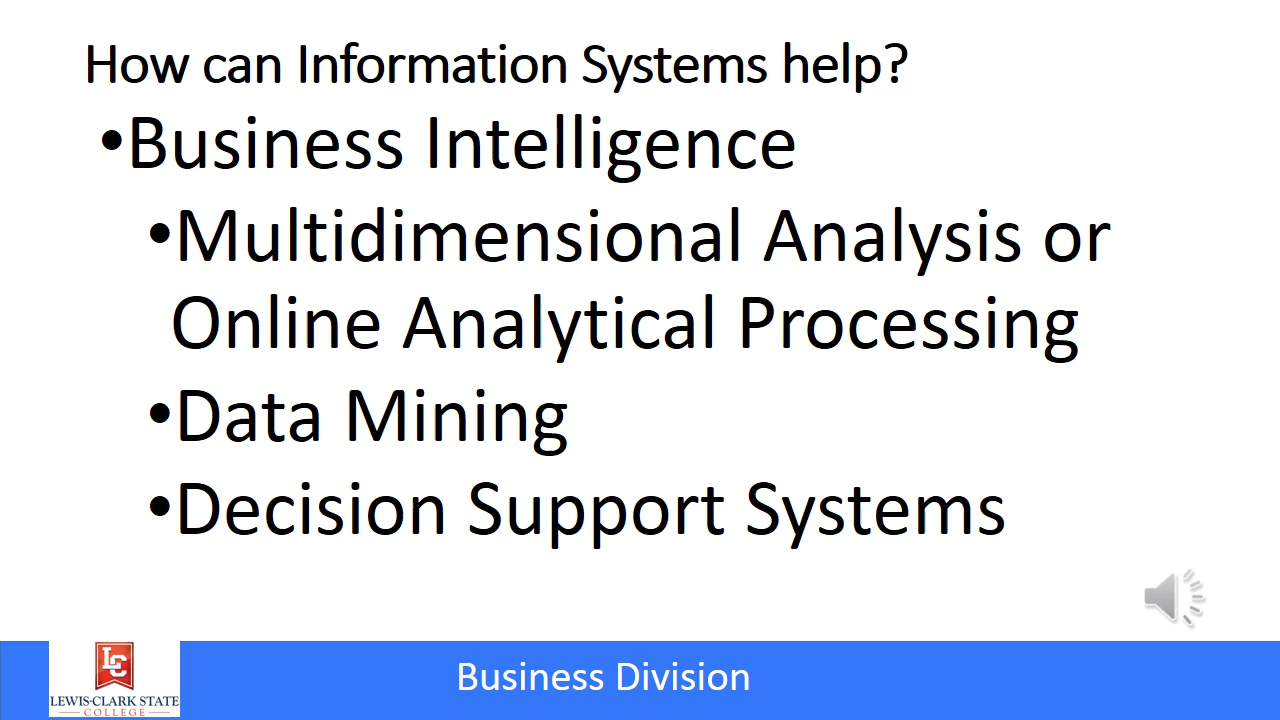 How can Information Systems help?
•Business Intelligence
•Multidimensional Analysis or
Online Analytical Processing
•Data Mining
•Decision Support Systems
LC
LEWIS-CLARK STATE
COLLEGE
Business Division